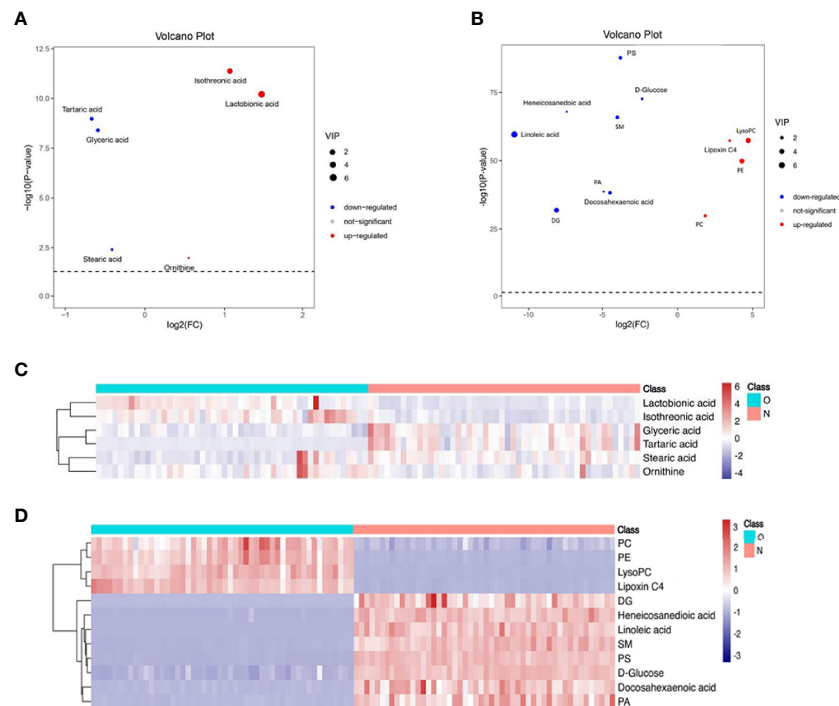 A
Volcano Plot
12.5
10.0
7.5
5.0
2.5
0.0
−log10(P−value)
Isothreonic acid
Lactobionic acid
Tartaric acid
Glyceric acid
Stearic acid
Ornithine
-1
0
1
2
log2(FC)
VIP
2
4
6
down-regulated
not-significant
up-regulated
B
Volcano Plot
75
50
25
0
-log10(P-value)
PS
D-Glucose
Heneicosanedoic acid
SM
Linoleic acid
LysoPC
Lipoxin C4
PE
PA
Docosahexaenoic acid
DG
PC
-10
-5
0
5
log2(FC)
VIP
2
4
6
down-regulated
not-significant
up-regulated
C
Class
Lactobionic acid
Isothreonic acid
Glyceric acid
Tartaric acid
Stearic acid
Ornithine
6
4
2
0
-2
-4
Class
O
N
D
Class
PC
PE
LysoPC
Lipoxin C4
DG
Heneicosanedioic acid
Linoleic acid
SM
PS
D-Glucose
Docosahexaenoic acid
PA
3
2
1
0
-1
-2
-3
Class
O
N